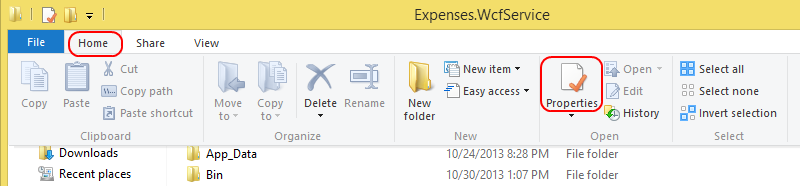 Expenses.WcfService
File Home Share View
Copy
Paste
Cut
Copy path
Paste shortcut
Clipboard
Move to
Copy to
Delete
Rename
Organize
New folder
New item
Easy access
New
Properties
Open
Edit
History
Open
Select all
Select none
Invert selection
Select
Downloads
App_Data 10/24/2013 8:28 PM File folder
Recent places
Bin 10/30/2013 1:07 PM File folder